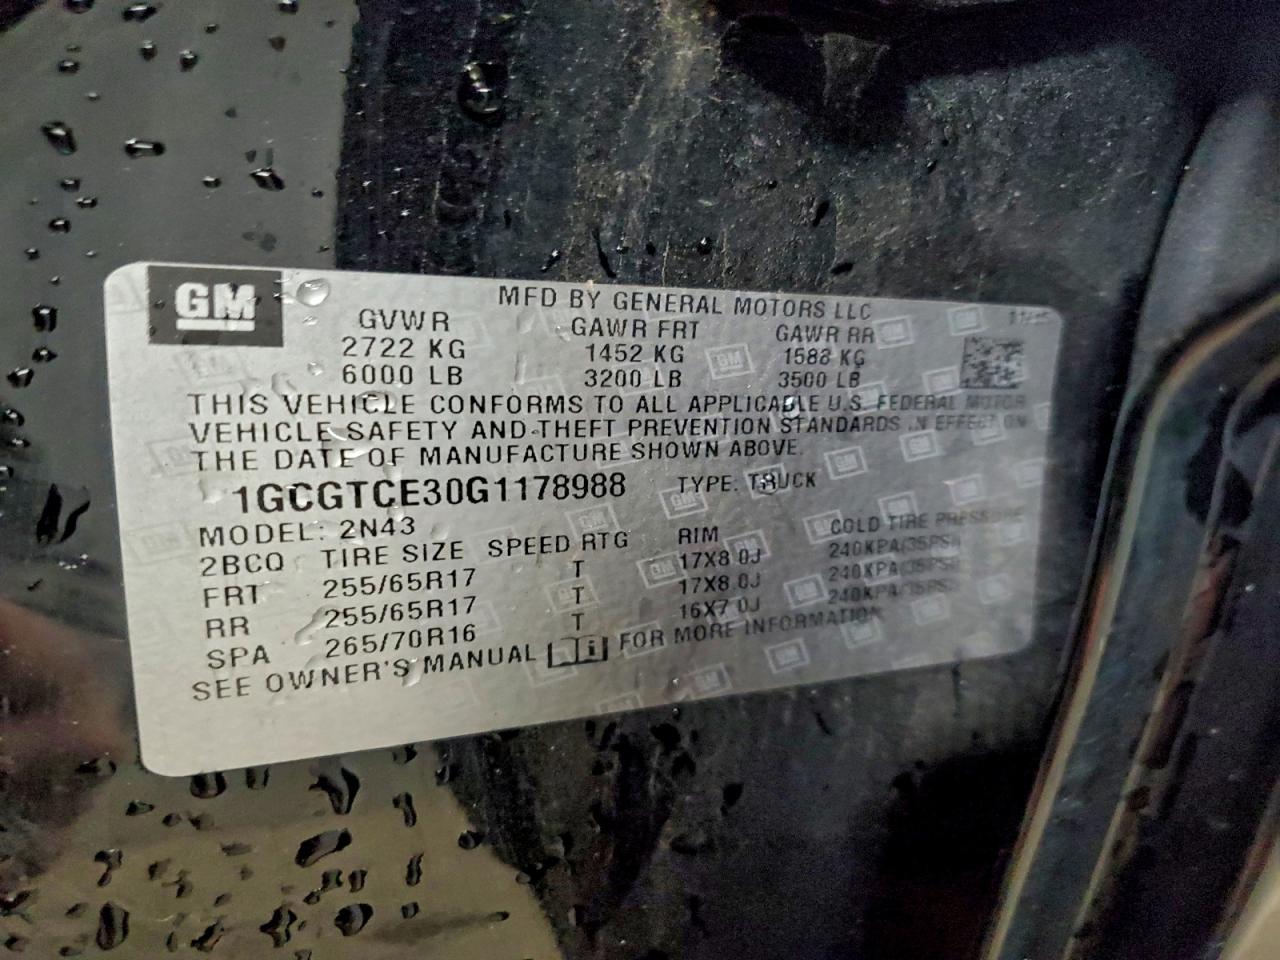 GM
MFD BY GENERAL MOTORS LLC
GVWR GAWR FRT GAWR RR
2722 KG 1452 KG 1588 KG
6000 LB 3200 LB 3500 LB
THIS VEHICLE CONFORMS TO ALL APPLICABLE U.S. FEDERAL MOTOR
VEHICLE SAFETY AND THEFT PREVENTION STANDARDS IN EFFECT ON
THE DATE OF MANUFACTURE SHOWN ABOVE.
1GCGTCE30G1178988 TYPE: TRUCK
MODEL: 2N43
2BCQ TIRE SIZE SPEED RTG RIM COLD TIRE PRESSURE
FRT 255/65R17 T 17X8.0J 240KPA(35PSI)
RR 255/65R17 T 17X8.0J 240KPA(35PSI)
SPA 265/70R16 T 16X7.0J 240KPA(35PSI)
SEE OWNER'S MANUAL FOR MORE INFORMATION